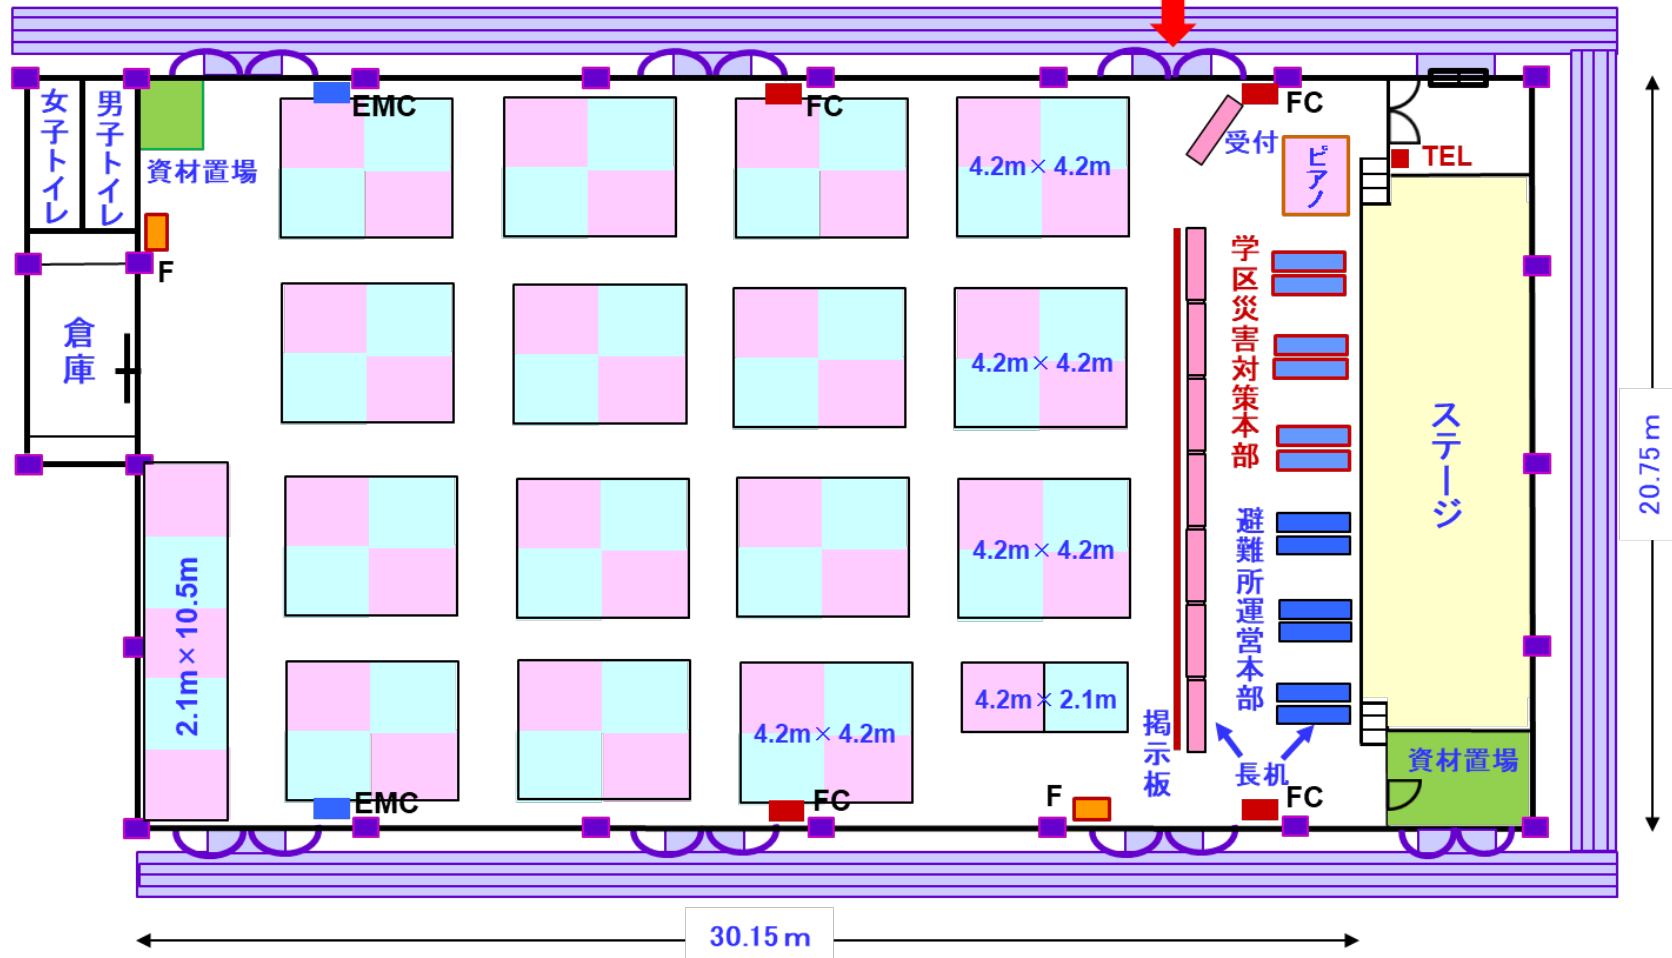 女子トイレ
男子トイレ
EMC
FC
FC
資材置場
4.2m×4.2m
受付
ピアノ
TEL
F
学区災害対策本部
倉庫
4.2m×4.2m
ステージ
20.75m
4.2m×4.2m
避難所運営本部
2.1m×10.5m
4.2m×2.1m
4.2m×4.2m
掲示板
長机
資材置場
EMC
FC
F
FC
30.15m